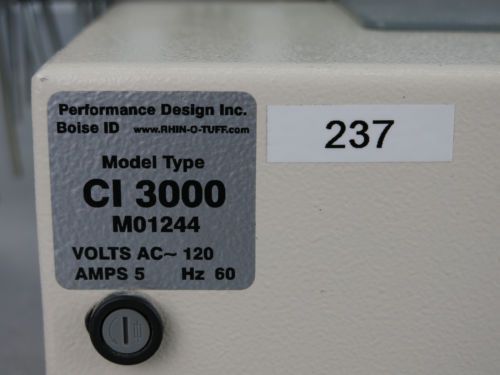 Performance Design Inc.
Boise ID www.RHIN-O-TUFF.com
Model Type
CI 3000
M01244
VOLTS AC~ 120
AMPS 5 Hz 60
237